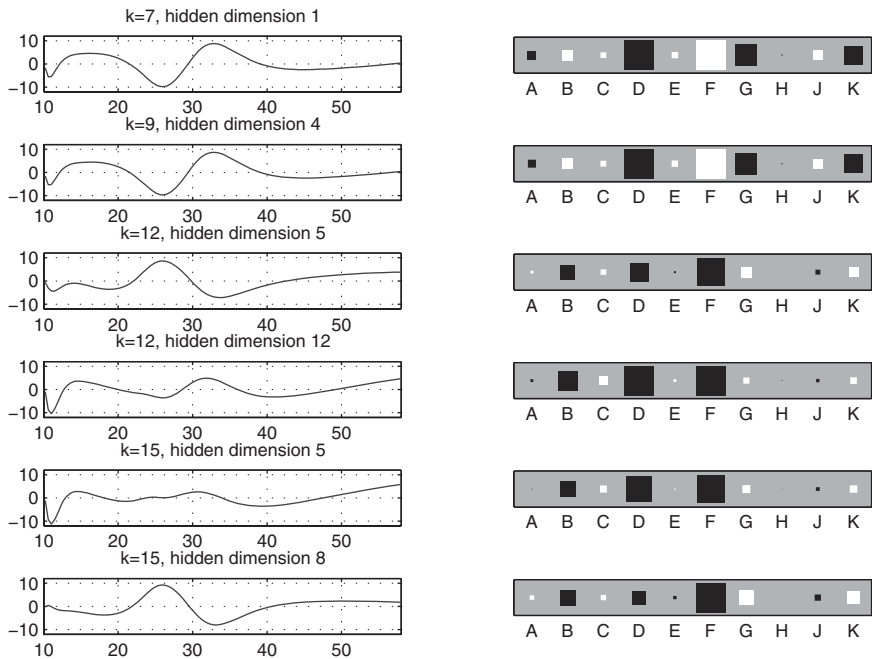 k=7, hidden dimension 1
10
0
−10
10 20 30 40 50
A B C D E F G H J K
k=9, hidden dimension 4
10
0
−10
10 20 30 40 50
A B C D E F G H J K
k=12, hidden dimension 5
10
0
−10
10 20 30 40 50
A B C D E F G H J K
k=12, hidden dimension 12
10
0
−10
10 20 30 40 50
A B C D E F G H J K
k=15, hidden dimension 5
10
0
−10
10 20 30 40 50
A B C D E F G H J K
k=15, hidden dimension 8
10
0
−10
10 20 30 40 50
A B C D E F G H J K